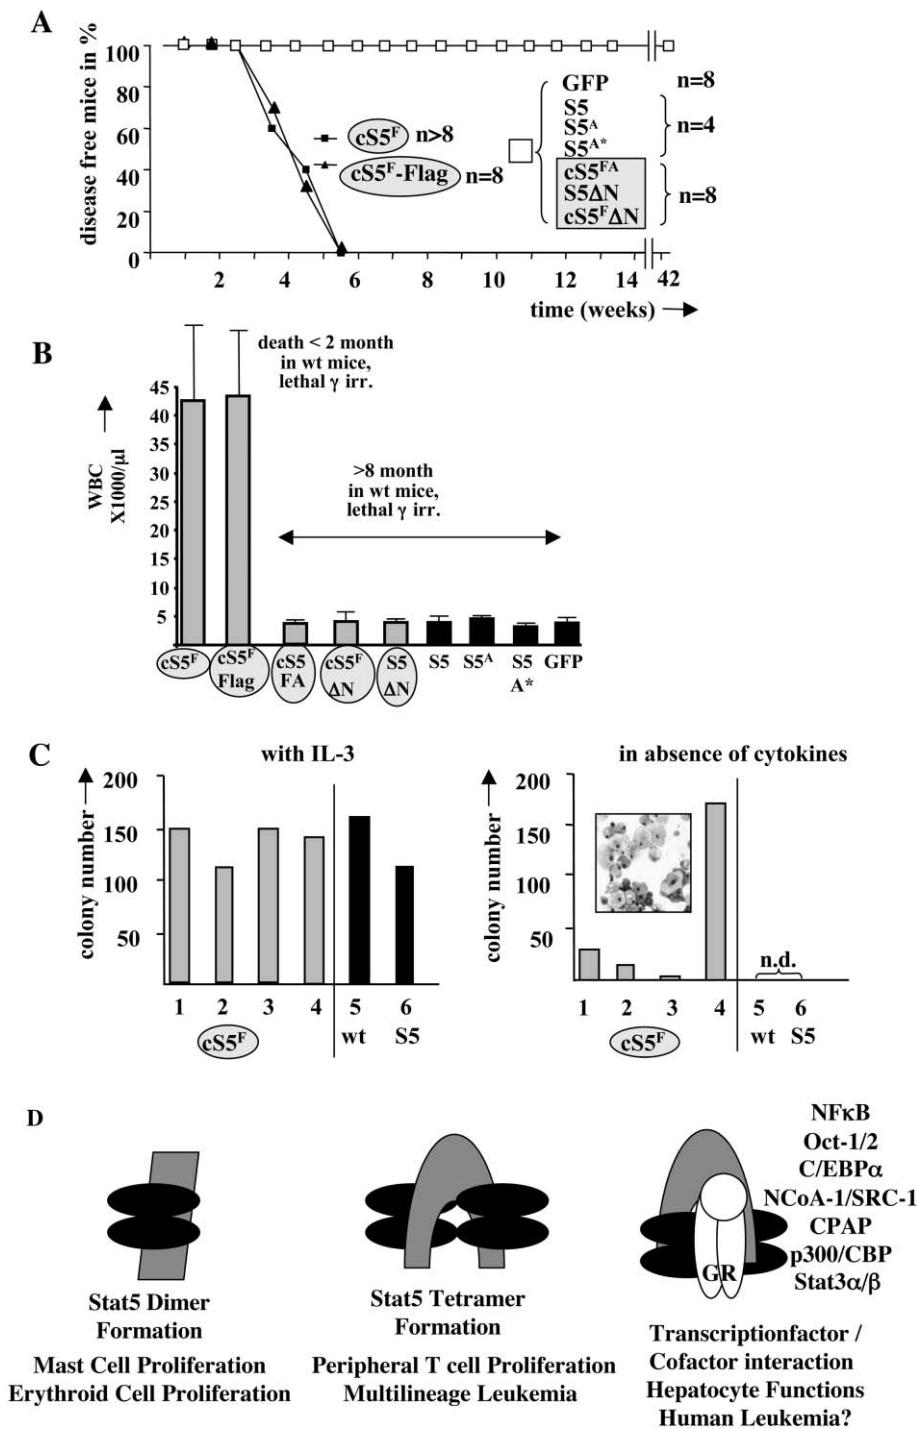 A
disease free mice in %
100
80
60
40
20
0
2
4
6
8
10
12
14
42
time (weeks)
cS5F n>8
cS5F-Flag n=8
GFP
S5
S5A
S5A*
cS5FA
S5ΔN
cS5FΔN
n=8
n=4
n=8
B
WBC
X1000/µl
45
40
35
30
25
20
15
10
5
death < 2 month
in wt mice,
lethal γ irr.
>8 month
in wt mice,
lethal γ irr.
cS5F
cS5F
Flag
cS5
FA
cS5F
ΔN
S5
ΔN
S5
S5A
S5
A*
GFP
C
with IL-3
colony number
200
150
100
50
1 2 3 4 5 6
cS5F wt S5
in absence of cytokines
colony number
200
150
100
50
n.d.
1 2 3 4 5 6
cS5F wt S5
D
Stat5 Dimer
Formation
Mast Cell Proliferation
Erythroid Cell Proliferation
Stat5 Tetramer
Formation
Peripheral T cell Proliferation
Multilineage Leukemia
GR
NFκB
Oct-1/2
C/EBPα
NCoA-1/SRC-1
CPAP
p300/CBP
Stat3α/β
Transcriptionfactor /
Cofactor interaction
Hepatocyte Functions
Human Leukemia?